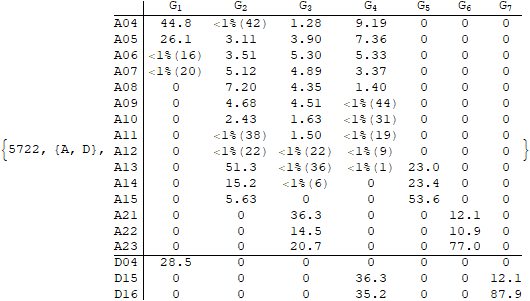 G1 G2 G3 G4 G5 G6 G7
A04 44.8 <1%(42) 1.28 9.19 0 0 0
A05 26.1 3.11 3.90 7.36 0 0 0
A06 <1%(16) 3.51 5.30 5.33 0 0 0
A07 <1%(20) 5.12 4.89 3.37 0 0 0
A08 0 7.20 4.35 1.40 0 0 0
A09 0 4.68 4.51 <1%(44) 0 0 0
A10 0 2.43 1.63 <1%(31) 0 0 0
A11 0 <1%(38) 1.50 <1%(19) 0 0 0
{5722, {A, D}, A12 0 <1%(22) <1%(22) <1%(9) 0 0 0 }
A13 0 51.3 <1%(36) <1%(1) 23.0 0 0
A14 0 15.2 <1%(6) 0 23.4 0 0
A15 0 5.63 0 0 53.6 0 0
A21 0 0 36.3 0 0 12.1 0
A22 0 0 14.5 0 0 10.9 0
A23 0 0 20.7 0 0 77.0 0
D04 28.5 0 0 0 0 0 0
D15 0 0 0 36.3 0 0 12.1
D16 0 0 0 35.2 0 0 87.9